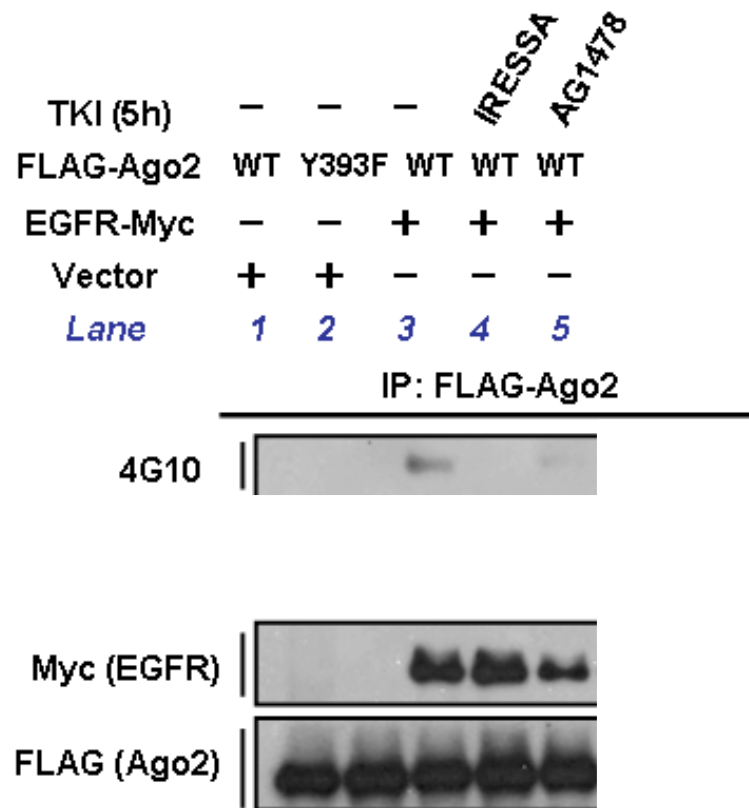 IRESSA AG1478
TKI (5h) – – –
FLAG-Ago2 WT Y393F WT WT WT
EGFR-Myc – – + + +
Vector + + – – –
Lane 1 2 3 4 5
IP: FLAG-Ago2
4G10
Myc (EGFR)
FLAG (Ago2)